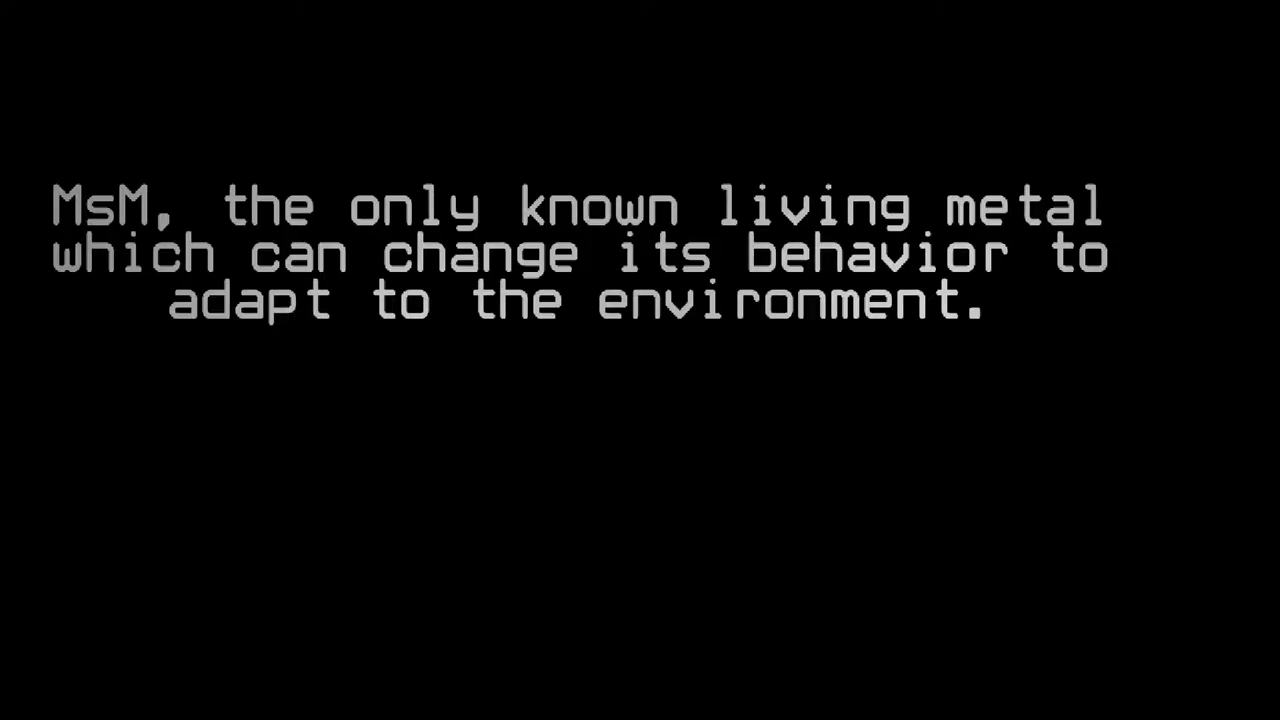 MsM, the only known living metal
which can change its behavior to
adapt to the environment.